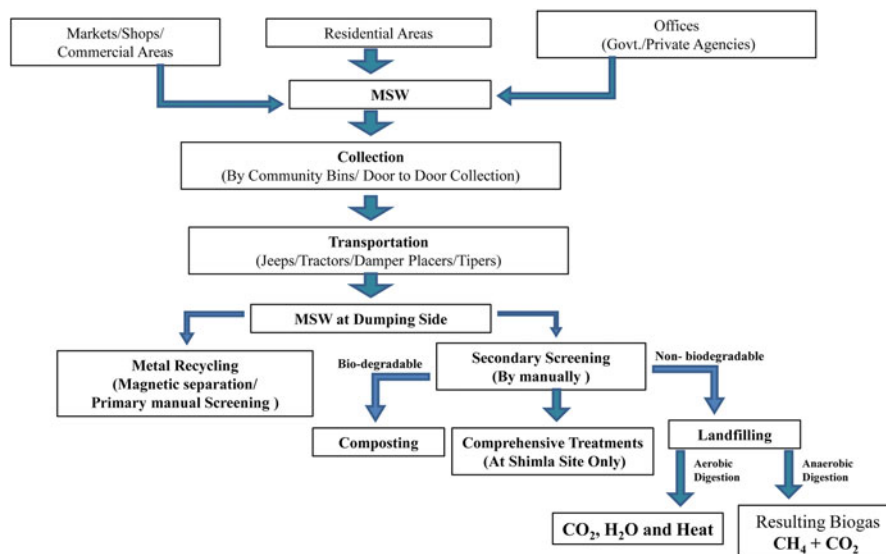 Markets/Shops/
Commercial Areas
Residential Areas
Offices
(Govt./Private Agencies)
MSW
Collection
(By Community Bins/ Door to Door Collection)
Transportation
(Jeeps/Tractors/Damper Placers/Tipers)
MSW at Dumping Side
Metal Recycling
(Magnetic separation/
Primary manual Screening )
Bio-degradable
Secondary Screening
(By manually )
Non- biodegradable
Composting
Comprehensive Treatments
(At Shimla Site Only)
Landfilling
Aerobic
Digestion
Anaerobic
Digestion
CO₂, H₂O and Heat
Resulting Biogas
CH₄ + CO₂